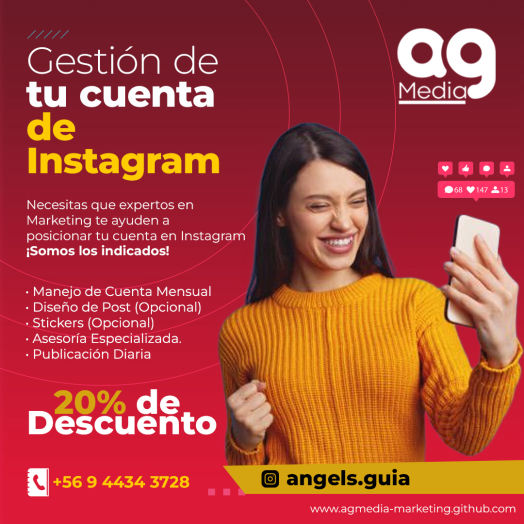 Gestión de
tu cuenta
de
Instagram
ag
Media
Necesitas que expertos en
Marketing te ayuden a
posicionar tu cuenta en Instagram
¡Somos los indicados!
68 147 13
• Manejo de Cuenta Mensual
• Diseño de Post (Opcional)
• Stickers (Opcional)
• Asesoría Especializada.
• Publicación Diaria
20% de
Descuento
+56 9 4434 3728
angels.guia
www.agmedia-marketing.github.com